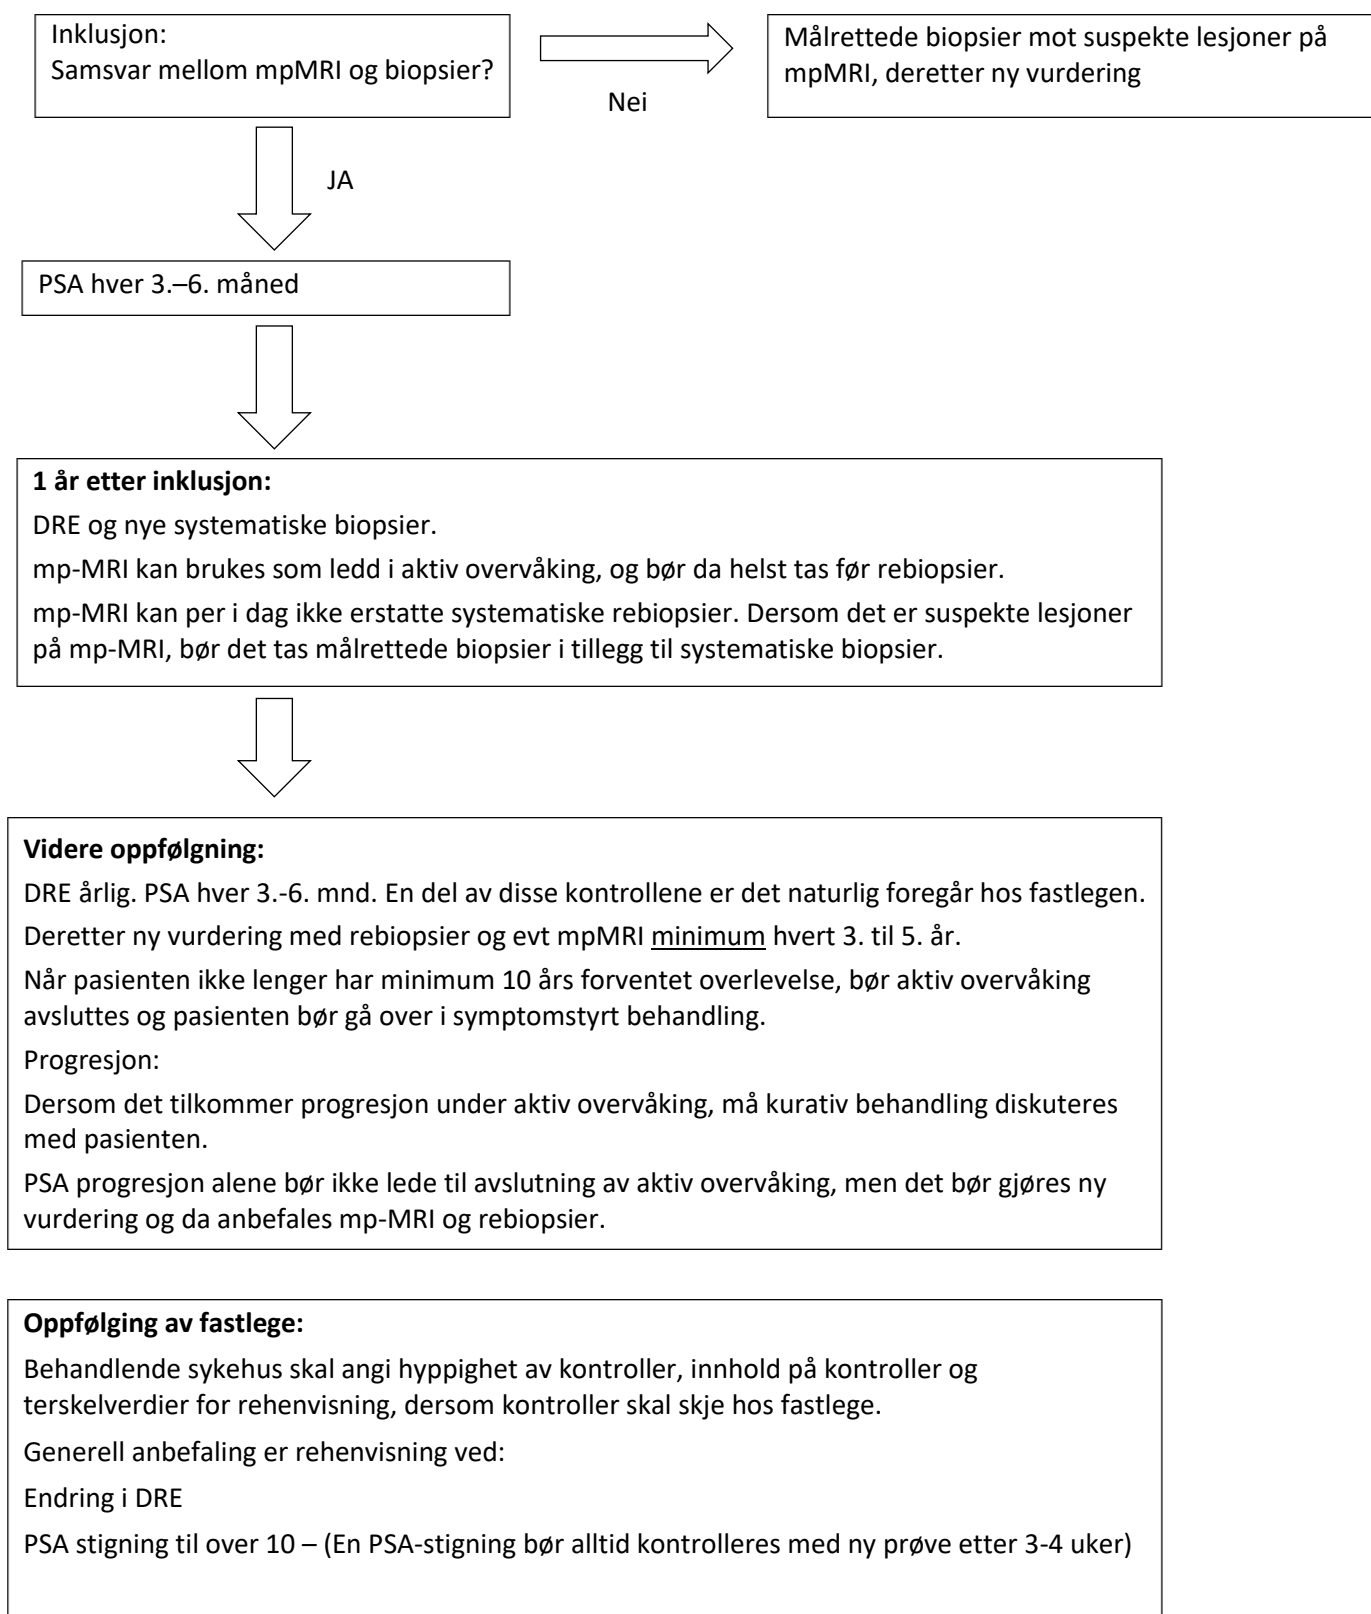 Inklusjon:
Samsvar mellom mpMRI og biopsier?
Nei
Målrettede biopsier mot suspekte lesjoner på
mpMRI, deretter ny vurdering
JA
PSA hver 3.–6. måned
1 år etter inklusjon:
DRE og nye systematiske biopsier.
mp-MRI kan brukes som ledd i aktiv overvåking, og bør da helst tas før rebiopsier.
mp-MRI kan per i dag ikke erstatte systematiske rebiopsier. Dersom det er suspekte lesjoner
på mp-MRI, bør det tas målrettede biopsier i tillegg til systematiske biopsier.
Videre oppfølgning:
DRE årlig. PSA hver 3.-6. mnd. En del av disse kontrollene er det naturlig foregår hos fastlegen.
Deretter ny vurdering med rebiopsier og evt mpMRI minimum hvert 3. til 5. år.
Når pasienten ikke lenger har minimum 10 års forventet overlevelse, bør aktiv overvåking
avsluttes og pasienten bør gå over i symptomstyrt behandling.
Progresjon:
Dersom det tilkommer progresjon under aktiv overvåking, må kurativ behandling diskuteres
med pasienten.
PSA progresjon alene bør ikke lede til avslutning av aktiv overvåking, men det bør gjøres ny
vurdering og da anbefales mp-MRI og rebiopsier.
Oppfølging av fastlege:
Behandlende sykehus skal angi hyppighet av kontroller, innhold på kontroller og
terskelverdier for rehenvisning, dersom kontroller skal skje hos fastlege.
Generell anbefaling er rehenvisning ved:
Endring i DRE
PSA stigning til over 10 – (En PSA-stigning bør alltid kontrolleres med ny prøve etter 3-4 uker)